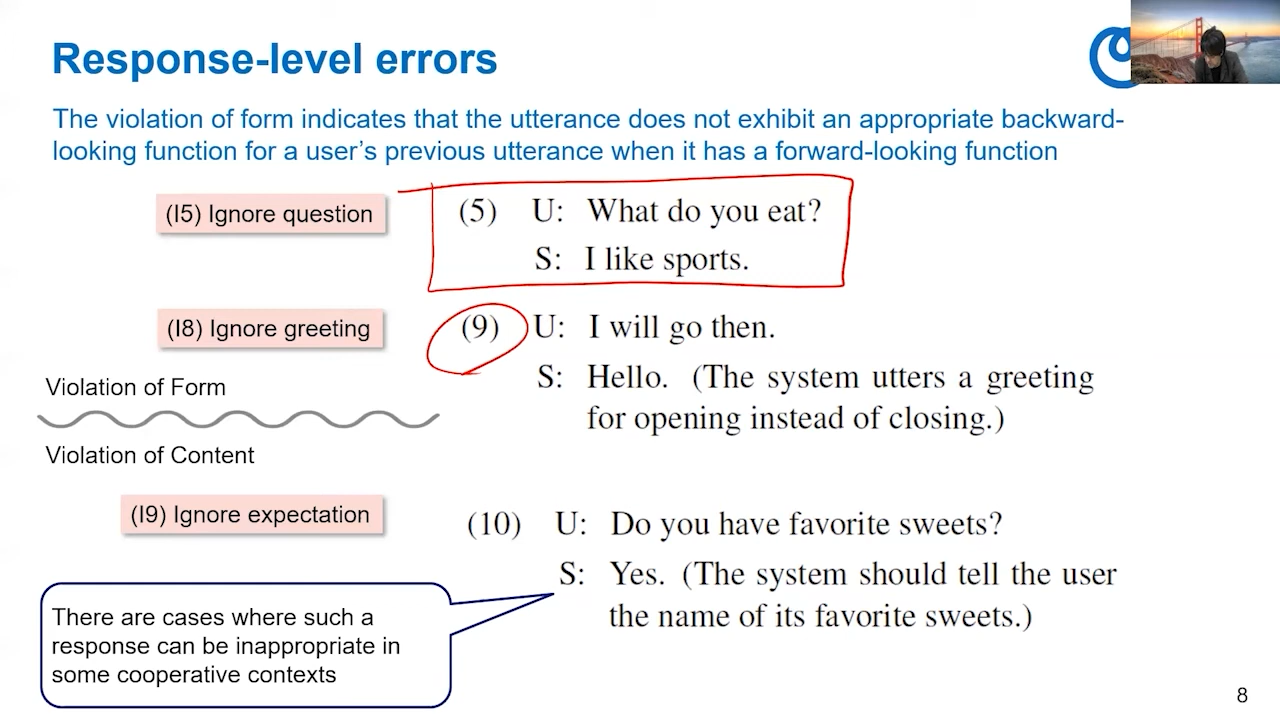 Response-level errors
The violation of form indicates that the utterance does not exhibit an appropriate backward-
looking function for a user's previous utterance when it has a forward-looking function
(I5) Ignore question
(5) U: What do you eat?
S: I like sports.
(I8) Ignore greeting
(9) U: I will go then.
S: Hello. (The system utters a greeting
for opening instead of closing.)
Violation of Form
Violation of Content
(I9) Ignore expectation
(10) U: Do you have favorite sweets?
S: Yes. (The system should tell the user
the name of its favorite sweets.)
There are cases where such a
response can be inappropriate in
some cooperative contexts
8